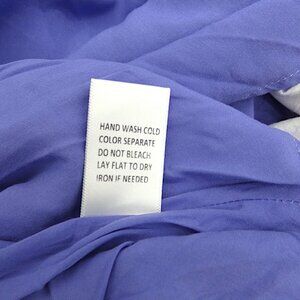 HAND WASH COLD
COLOR SEPARATE
DO NOT BLEACH
LAY FLAT TO DRY
IRON IF NEEDED